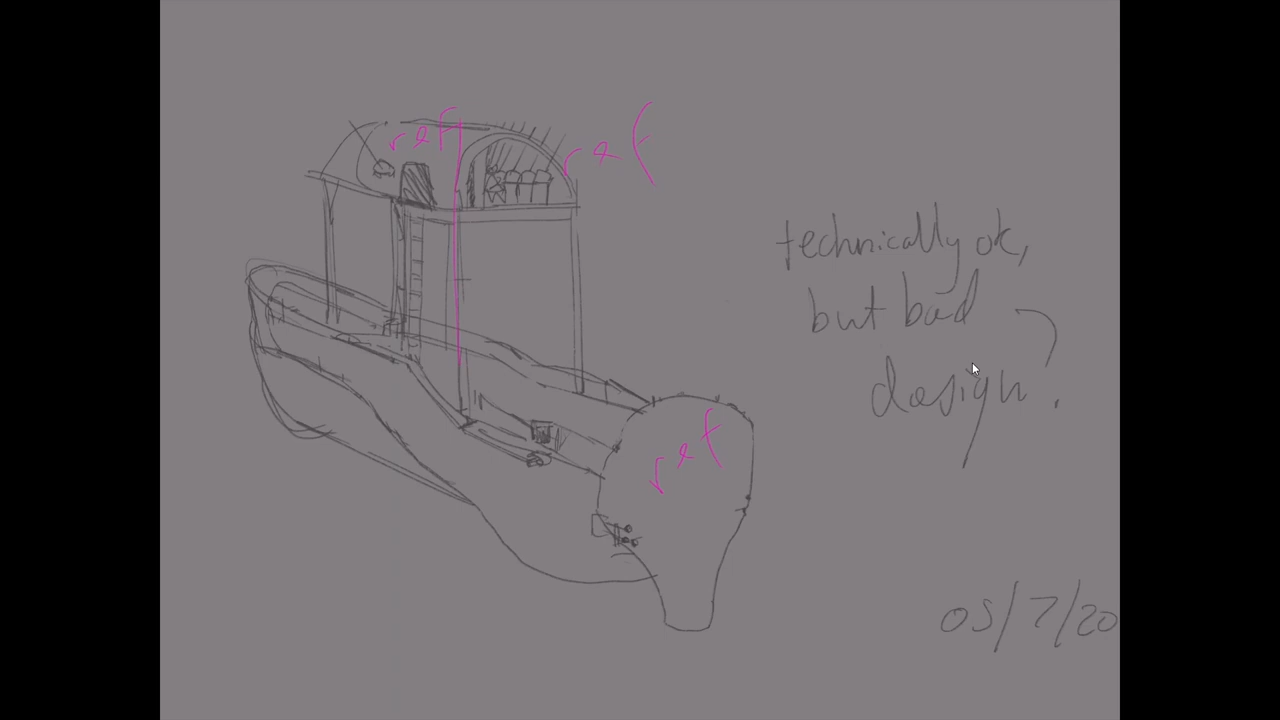 ref
ref
technically ok,
but bad
design.
ref
05/7/20